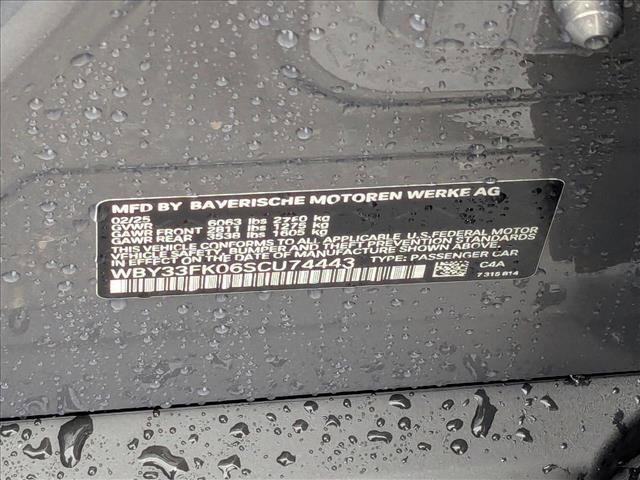 MFD BY BAYERISCHE MOTOREN WERKE AG
02/25
GVWR 6063 lbs 2750 kg
GAWR FRONT 2811 lbs 1275 kg
GAWR REAR 3538 lbs 1605 kg
THIS VEHICLE CONFORMS TO ALL APPLICABLE U.S. FEDERAL MOTOR
VEHICLE SAFETY, BUMPER, AND THEFT PREVENTION STANDARDS
IN EFFECT ON THE DATE OF MANUFACTURE SHOWN ABOVE.
WBY33FK06SCU74443 TYPE: PASSENGER CAR
C4A
7 315 814